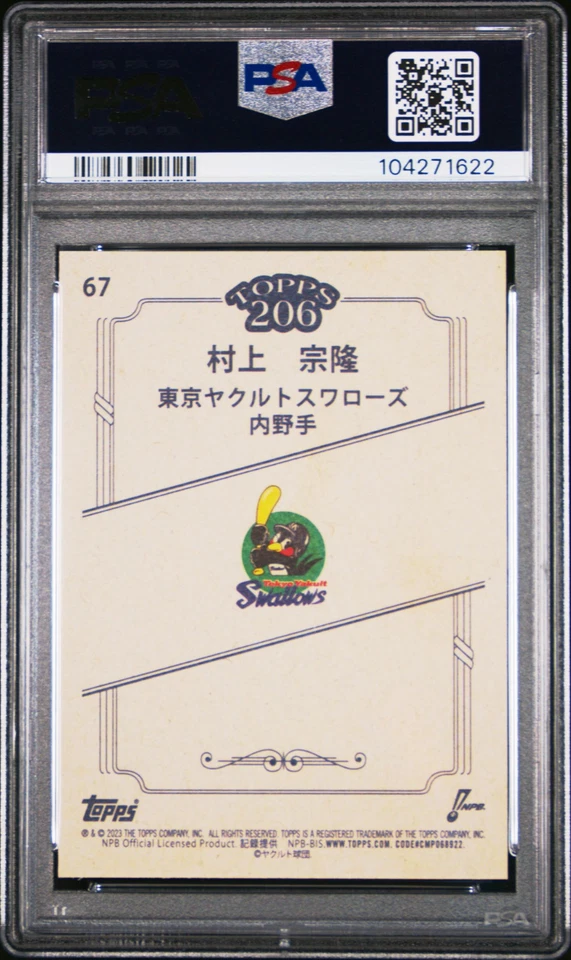 PSA
PSA
104271622
67
TOPPS
206
村上 宗隆
東京ヤクルトスワローズ
内野手
Tokyo Yakult
Swallows
topps
NPB
® & © 2023 THE TOPPS COMPANY, INC. ALL RIGHTS RESERVED. TOPPS IS A REGISTERED TRADEMARK OF THE TOPPS COMPANY, INC.
NPB Official Licensed Product. 記録提供 NPB-BIS.WWW.TOPPS.COM. CODE#CMP068922.
©ヤクルト球団.
PSA